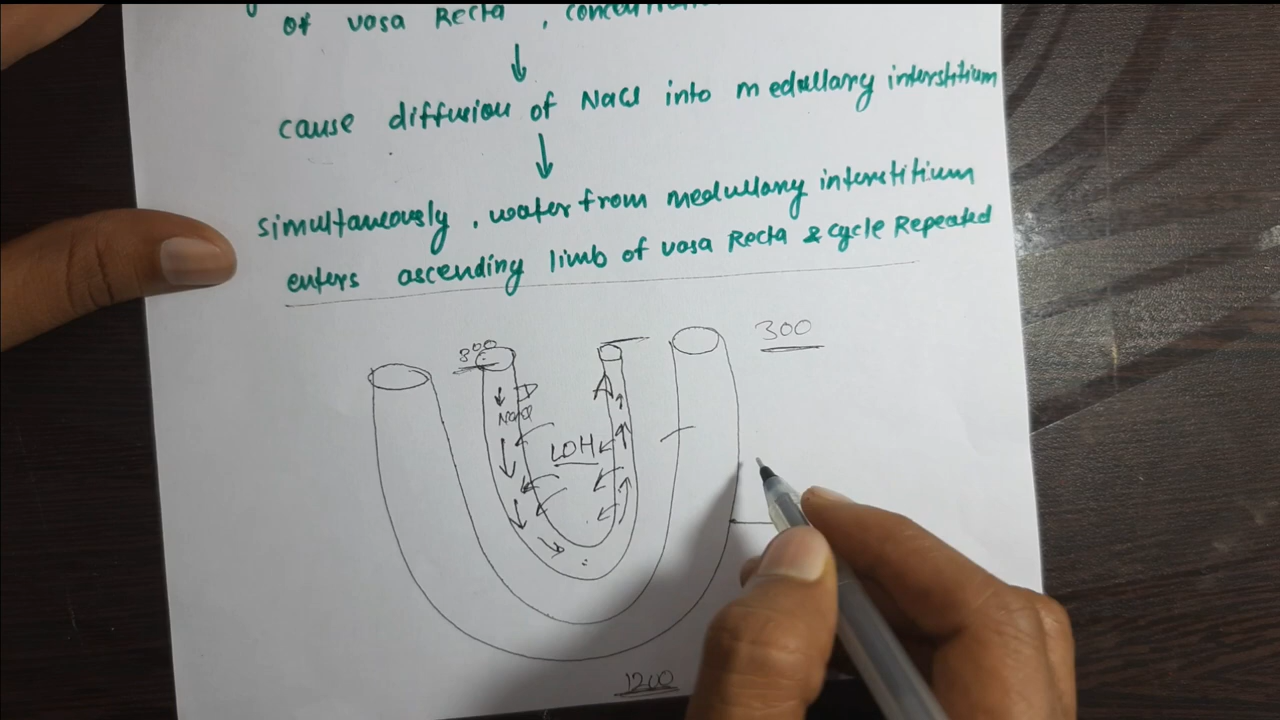 of vasa Recta ,
↓
cause diffusion of NaCl into medullary interstitium
↓
simultaneously , water from medullary interstitium
enters ascending limb of vasa Recta & cycle Repeated
300
300
NaCl
LOH
1200